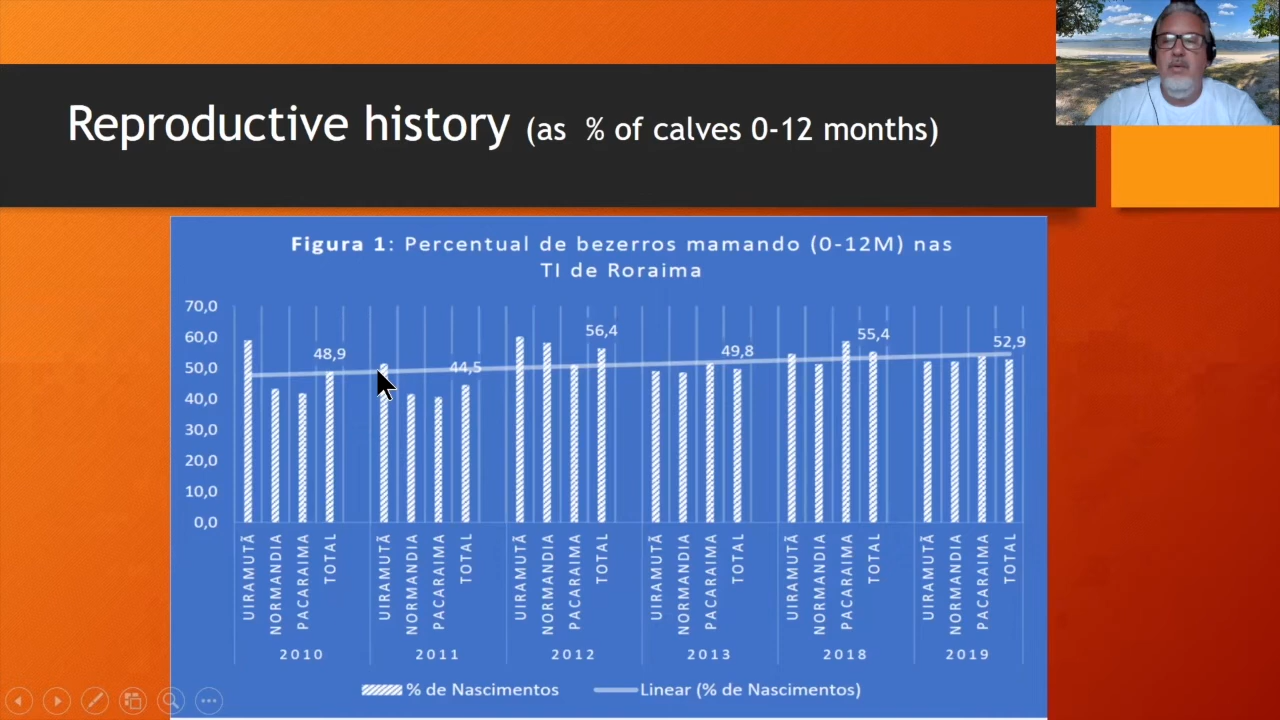 Reproductive history (as % of calves 0-12 months)
Figura 1: Percentual de bezerros mamando (0-12M) nas
TI de Roraima
70,0
60,0
50,0
40,0
30,0
20,0
10,0
0,0
48,9
44,5
56,4
49,8
55,4
52,9
UIRAMUTÃ
NORMANDIA
PACARAIMA
TOTAL
UIRAMUTÃ
NORMANDIA
PACARAIMA
TOTAL
UIRAMUTÃ
NORMANDIA
PACARAIMA
TOTAL
UIRAMUTÃ
NORMANDIA
PACARAIMA
TOTAL
UIRAMUTÃ
NORMANDIA
PACARAIMA
TOTAL
UIRAMUTÃ
NORMANDIA
PACARAIMA
TOTAL
2010
2011
2012
2013
2018
2019
% de Nascimentos
Linear (% de Nascimentos)